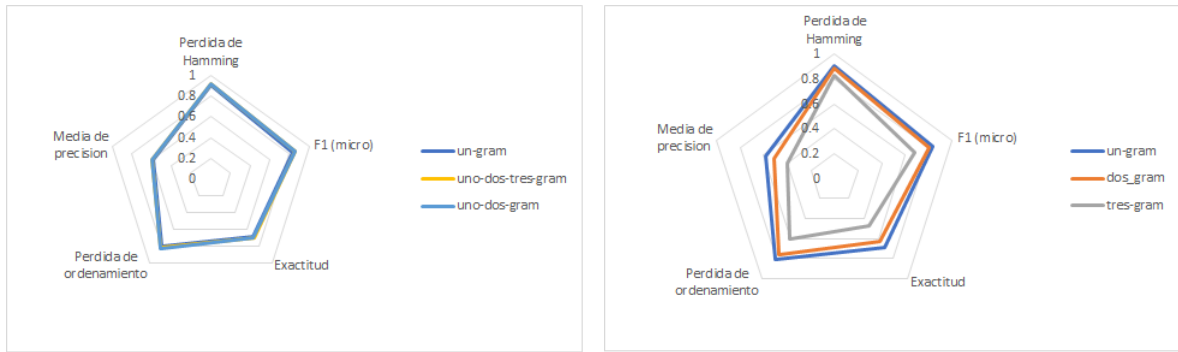 Perdida de
Hamming
1
0.8
0.6
0.4
0.2
0
F1 (micro)
Exactitud
Perdida de
ordenamiento
Media de
precision
un-gram
uno-dos-tres-gram
uno-dos-gram
Perdida de
Hamming
1
0.8
0.6
0.4
0.2
0
F1 (micro)
Exactitud
Perdida de
ordenamiento
Media de
precision
un-gram
dos_gram
tres-gram